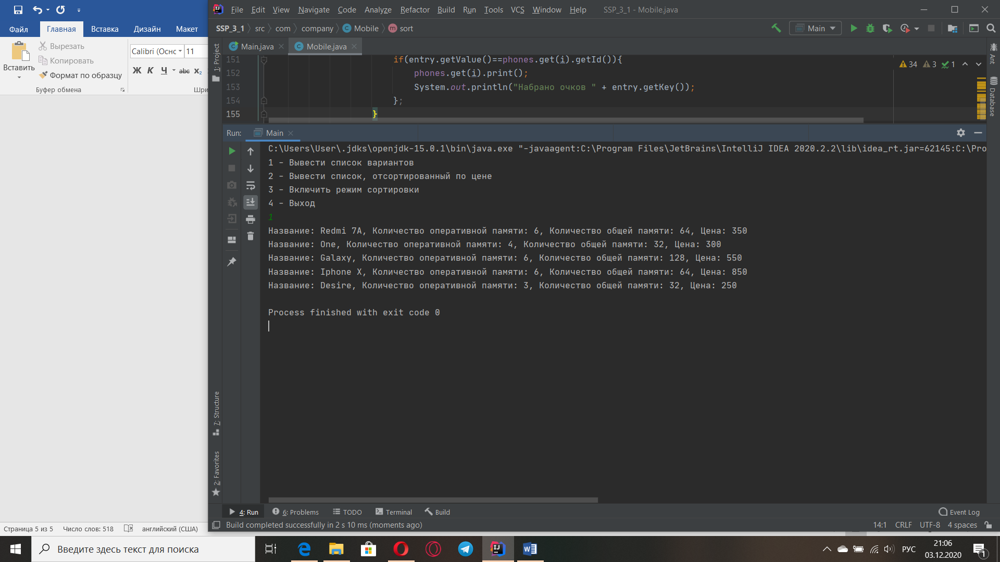 Файл
Главная
Вставка
Дизайн
Макет
Вставить
Вырезать
Копировать
Формат по образцу
Буфер обмена
Calibri (Оснс
11
Ж К Ч abc x₂
Шри
Страница 5 из 5
Число слов: 518
английский (США)
File Edit View Navigate Code Analyze Refactor Build Run Tools VCS Window Help
SSP_3_1 - Mobile.java
SSP_3_1 src com company Mobile sort
Main
Main.java
Mobile.java
1: Project
151 if(entry.getValue()==phones.get(i).getId()){
152 phones.get(i).print();
153 System.out.println("Набрано очков " + entry.getKey());
154 };
155 }
34 3 1
Ant
Database
Run: Main
C:\Users\User\.jdks\openjdk-15.0.1\bin\java.exe "-javaagent:C:\Program Files\JetBrains\IntelliJ IDEA 2020.2.2\lib\idea_rt.jar=62145:C:\Pro
1 - Вывести список вариантов
2 - Вывести список, отсортированный по цене
3 - Включить режим сортировки
4 - Выход
1
Название: Redmi 7A, Количество оперативной памяти: 6, Количество общей памяти: 64, Цена: 350
Название: One, Количество оперативной памяти: 4, Количество общей памяти: 32, Цена: 300
Название: Galaxy, Количество оперативной памяти: 6, Количество общей памяти: 128, Цена: 550
Название: Iphone X, Количество оперативной памяти: 6, Количество общей памяти: 64, Цена: 850
Название: Desire, Количество оперативной памяти: 3, Количество общей памяти: 32, Цена: 250
Process finished with exit code 0
7: Structure
2: Favorites
4: Run
6: Problems
TODO
Terminal
Build
Event Log
Build completed successfully in 2 s 10 ms (moments ago)
14:1 CRLF UTF-8 4 spaces
Введите здесь текст для поиска
РУС
21:06
03.12.2020
1